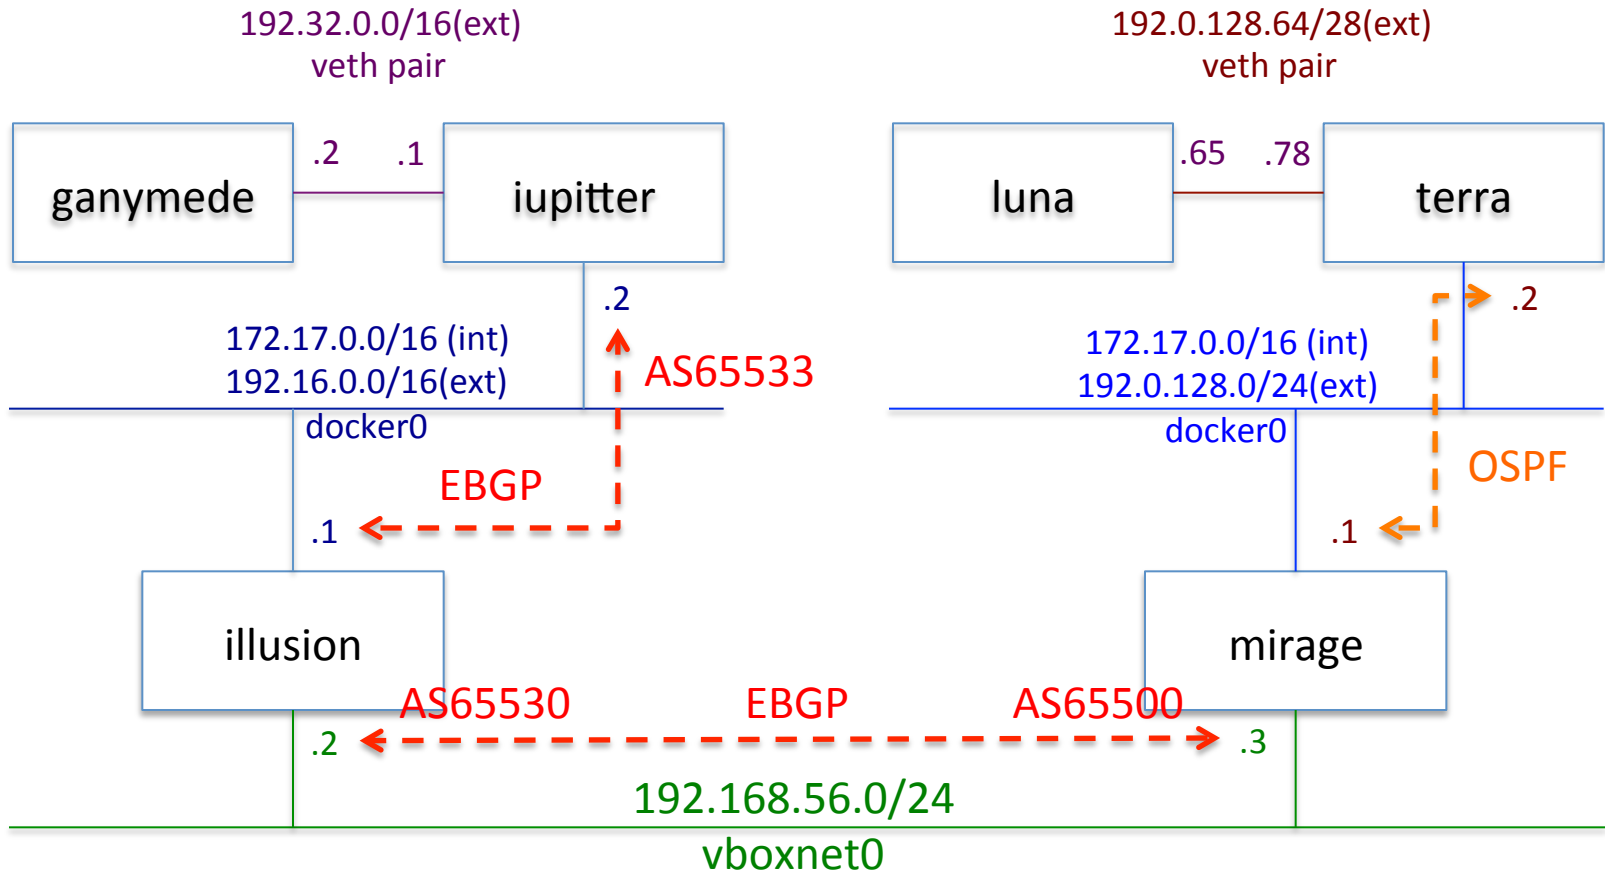 192.32.0.0/16(ext)
veth pair
192.0.128.64/28(ext)
veth pair
ganymede
.2
.1
iupitter
luna
.65
.78
terra
.2
172.17.0.0/16 (int)
192.16.0.0/16(ext)
AS65533
docker0
EBGP
.1
illusion
.2
172.17.0.0/16 (int)
192.0.128.0/24(ext)
docker0
OSPF
.1
mirage
AS65530
EBGP
AS65500
.2
.3
192.168.56.0/24
vboxnet0